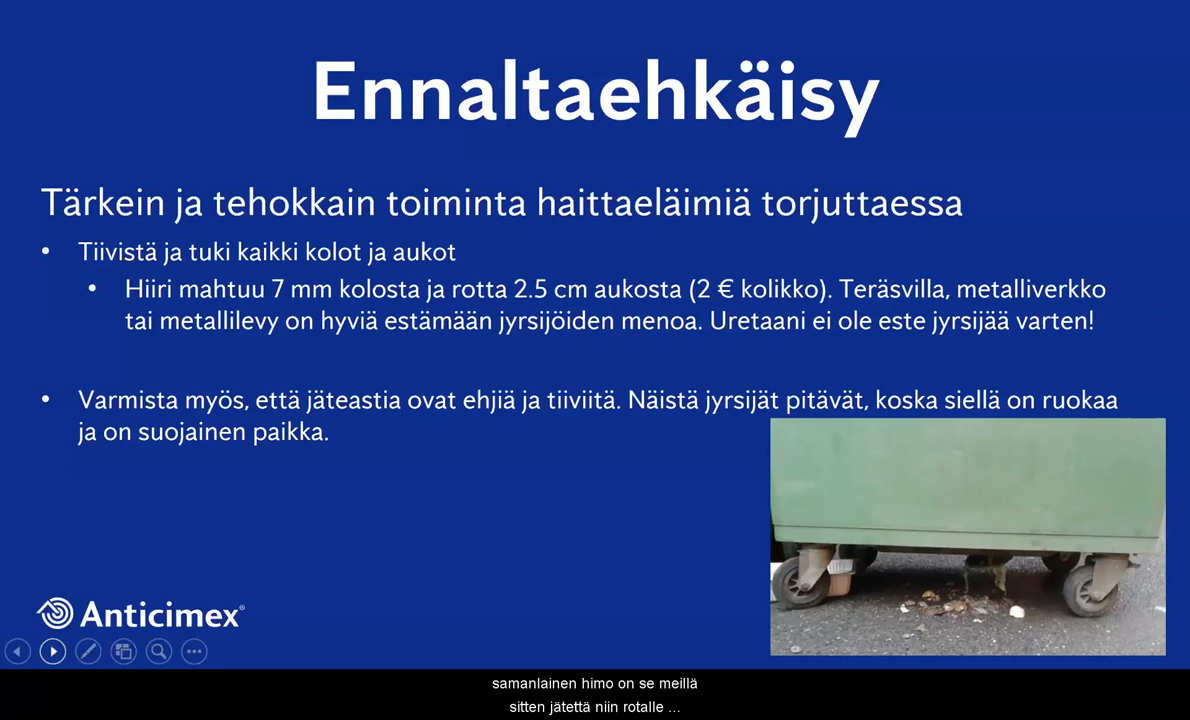 Ennaltaehkäisy
Tärkein ja tehokkain toiminta haittaeläimiä torjuttaessa
• Tiivistä ja tuki kaikki kolot ja aukot
• Hiiri mahtuu 7 mm kolosta ja rotta 2.5 cm aukosta (2 € kolikko). Teräsvilla, metalliverkko
tai metallilevy on hyviä estämään jyrsijöiden menoa. Uretaani ei ole este jyrsijää varten!
• Varmista myös, että jäteastia ovat ehjiä ja tiiviitä. Näistä jyrsijät pitävät, koska siellä on ruokaa
ja on suojainen paikka.
Anticimex®
samanlainen himo on se meillä
sitten jätettä niin rotalle ...